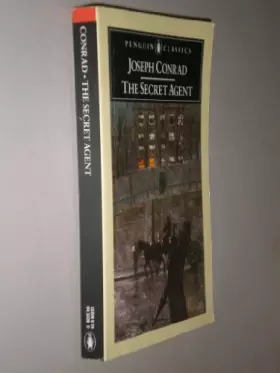 PENGUIN CLASSICS
JOSEPH CONRAD
THE SECRET AGENT
CONRAD • THE SECRET AGENT